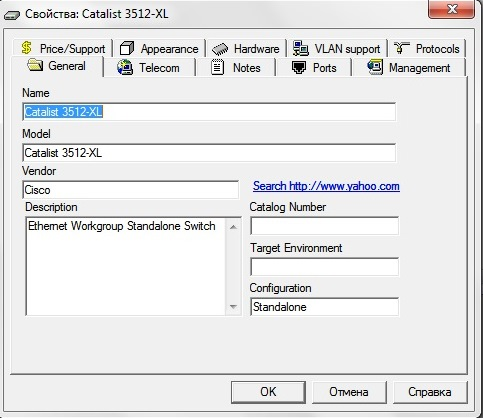 Свойства: Catalist 3512-XL
Price/Support Appearance Hardware VLAN support Protocols
General Telecom Notes Ports Management
Name
Catalist 3512-XL
Model
Catalist 3512-XL
Vendor
Cisco
Search http://www.yahoo.com
Description
Ethernet Workgroup Standalone Switch
Catalog Number
Target Environment
Configuration
Standalone
OK Отмена Справка